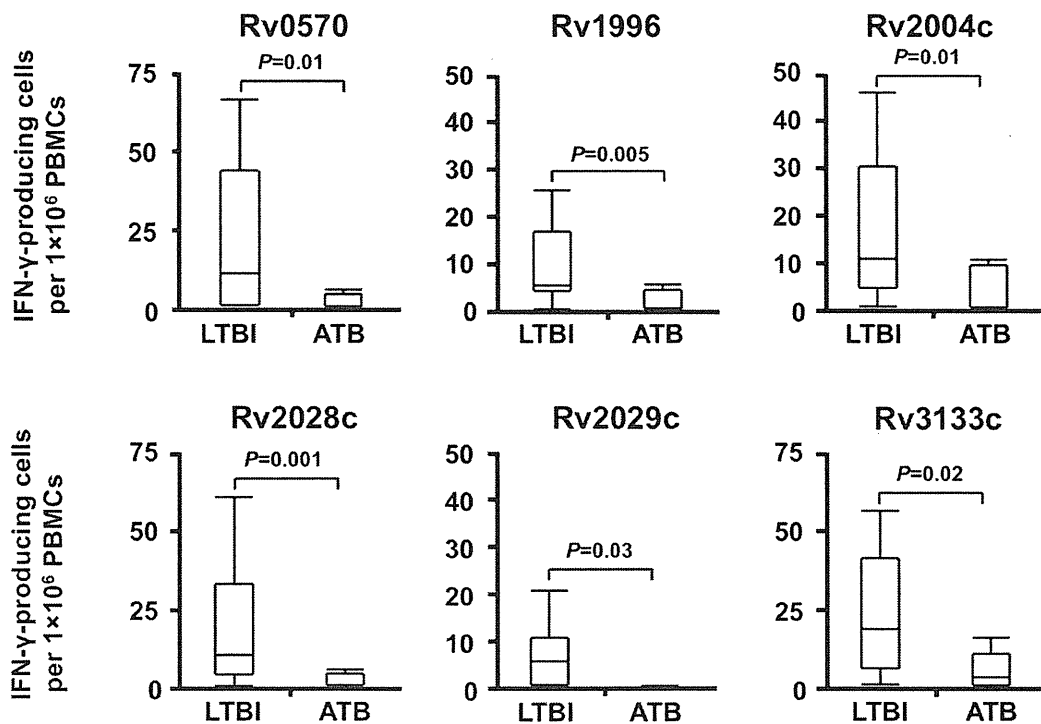 Rv0570
Rv1996
Rv2004c
IFN-γ-producing cells
per 1×10⁶ PBMCs
75
50
25
0
P=0.01
LTBI
ATB
50
40
30
20
10
0
P=0.005
LTBI
ATB
50
40
30
20
10
0
P=0.01
LTBI
ATB
Rv2028c
Rv2029c
Rv3133c
IFN-γ-producing cells
per 1×10⁶ PBMCs
75
50
25
0
P=0.001
LTBI
ATB
50
40
30
20
10
0
P=0.03
LTBI
ATB
75
50
25
0
P=0.02
LTBI
ATB